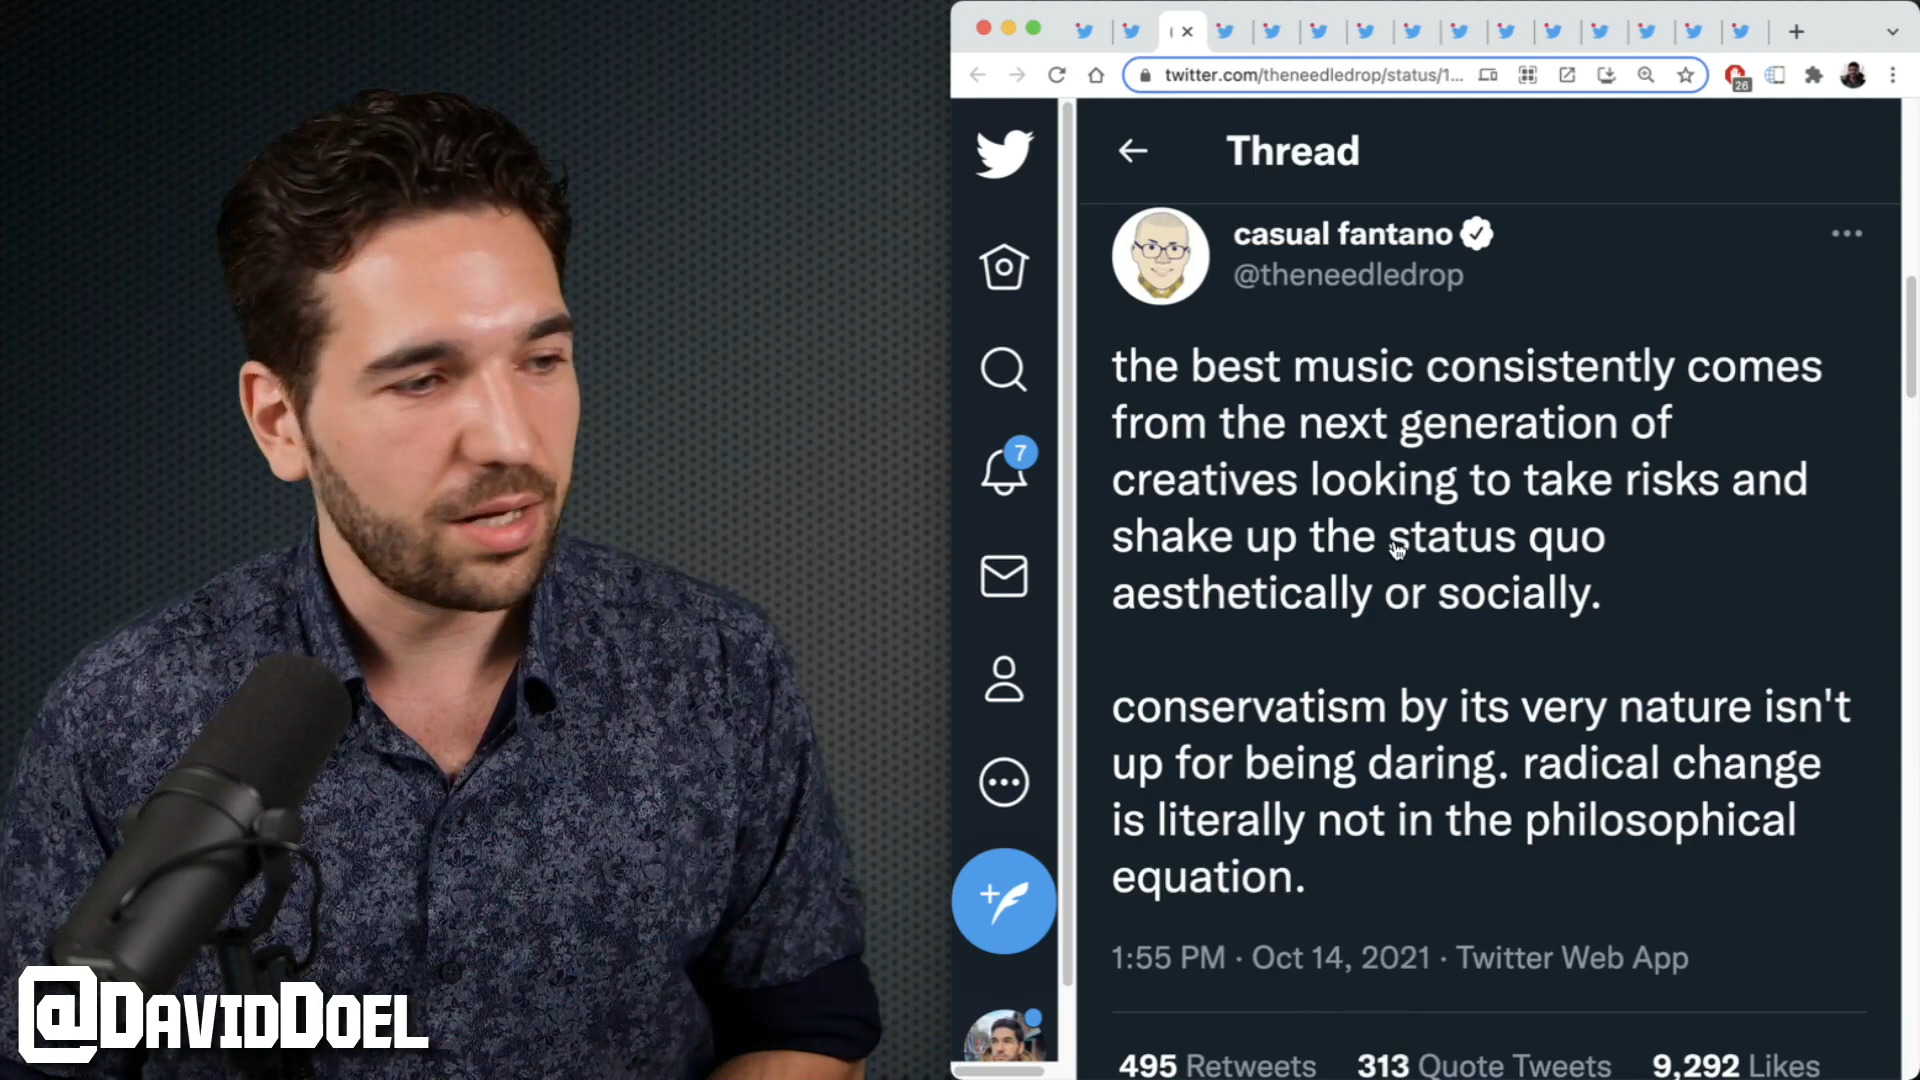 twitter.com/theneedledrop/status/1...
26
Thread
casual fantano
@theneedledrop
the best music consistently comes
from the next generation of
creatives looking to take risks and
shake up the status quo
aesthetically or socially.
conservatism by its very nature isn't
up for being daring. radical change
is literally not in the philosophical
equation.
1:55 PM · Oct 14, 2021 · Twitter Web App
495 Retweets 313 Quote Tweets 9,292 Likes
7
@DAVIDDOEL